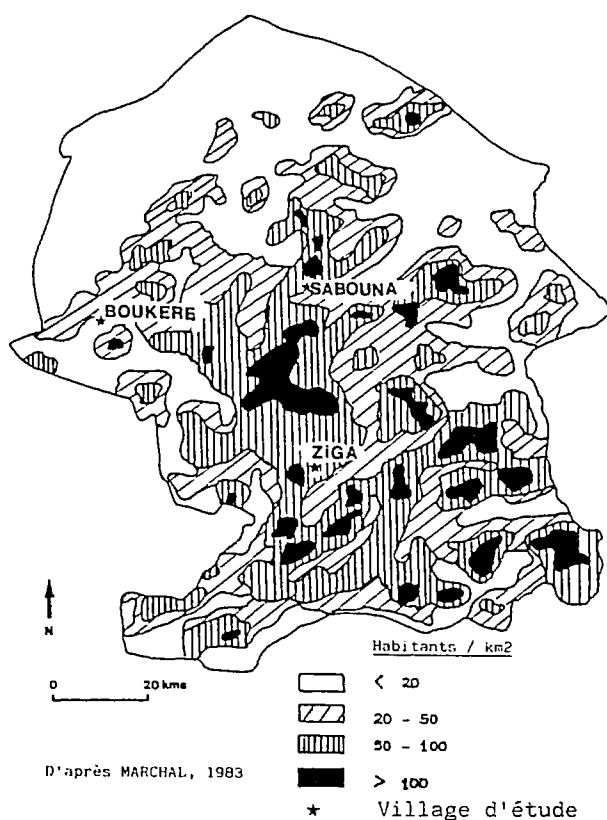 SABOUNA
BOUKERE
ZiGA
N
Habitants / km2
0 20 kms
< 20
20 - 50
50 - 100
D'après MARCHAL, 1983
> 100
★ Village d'étude